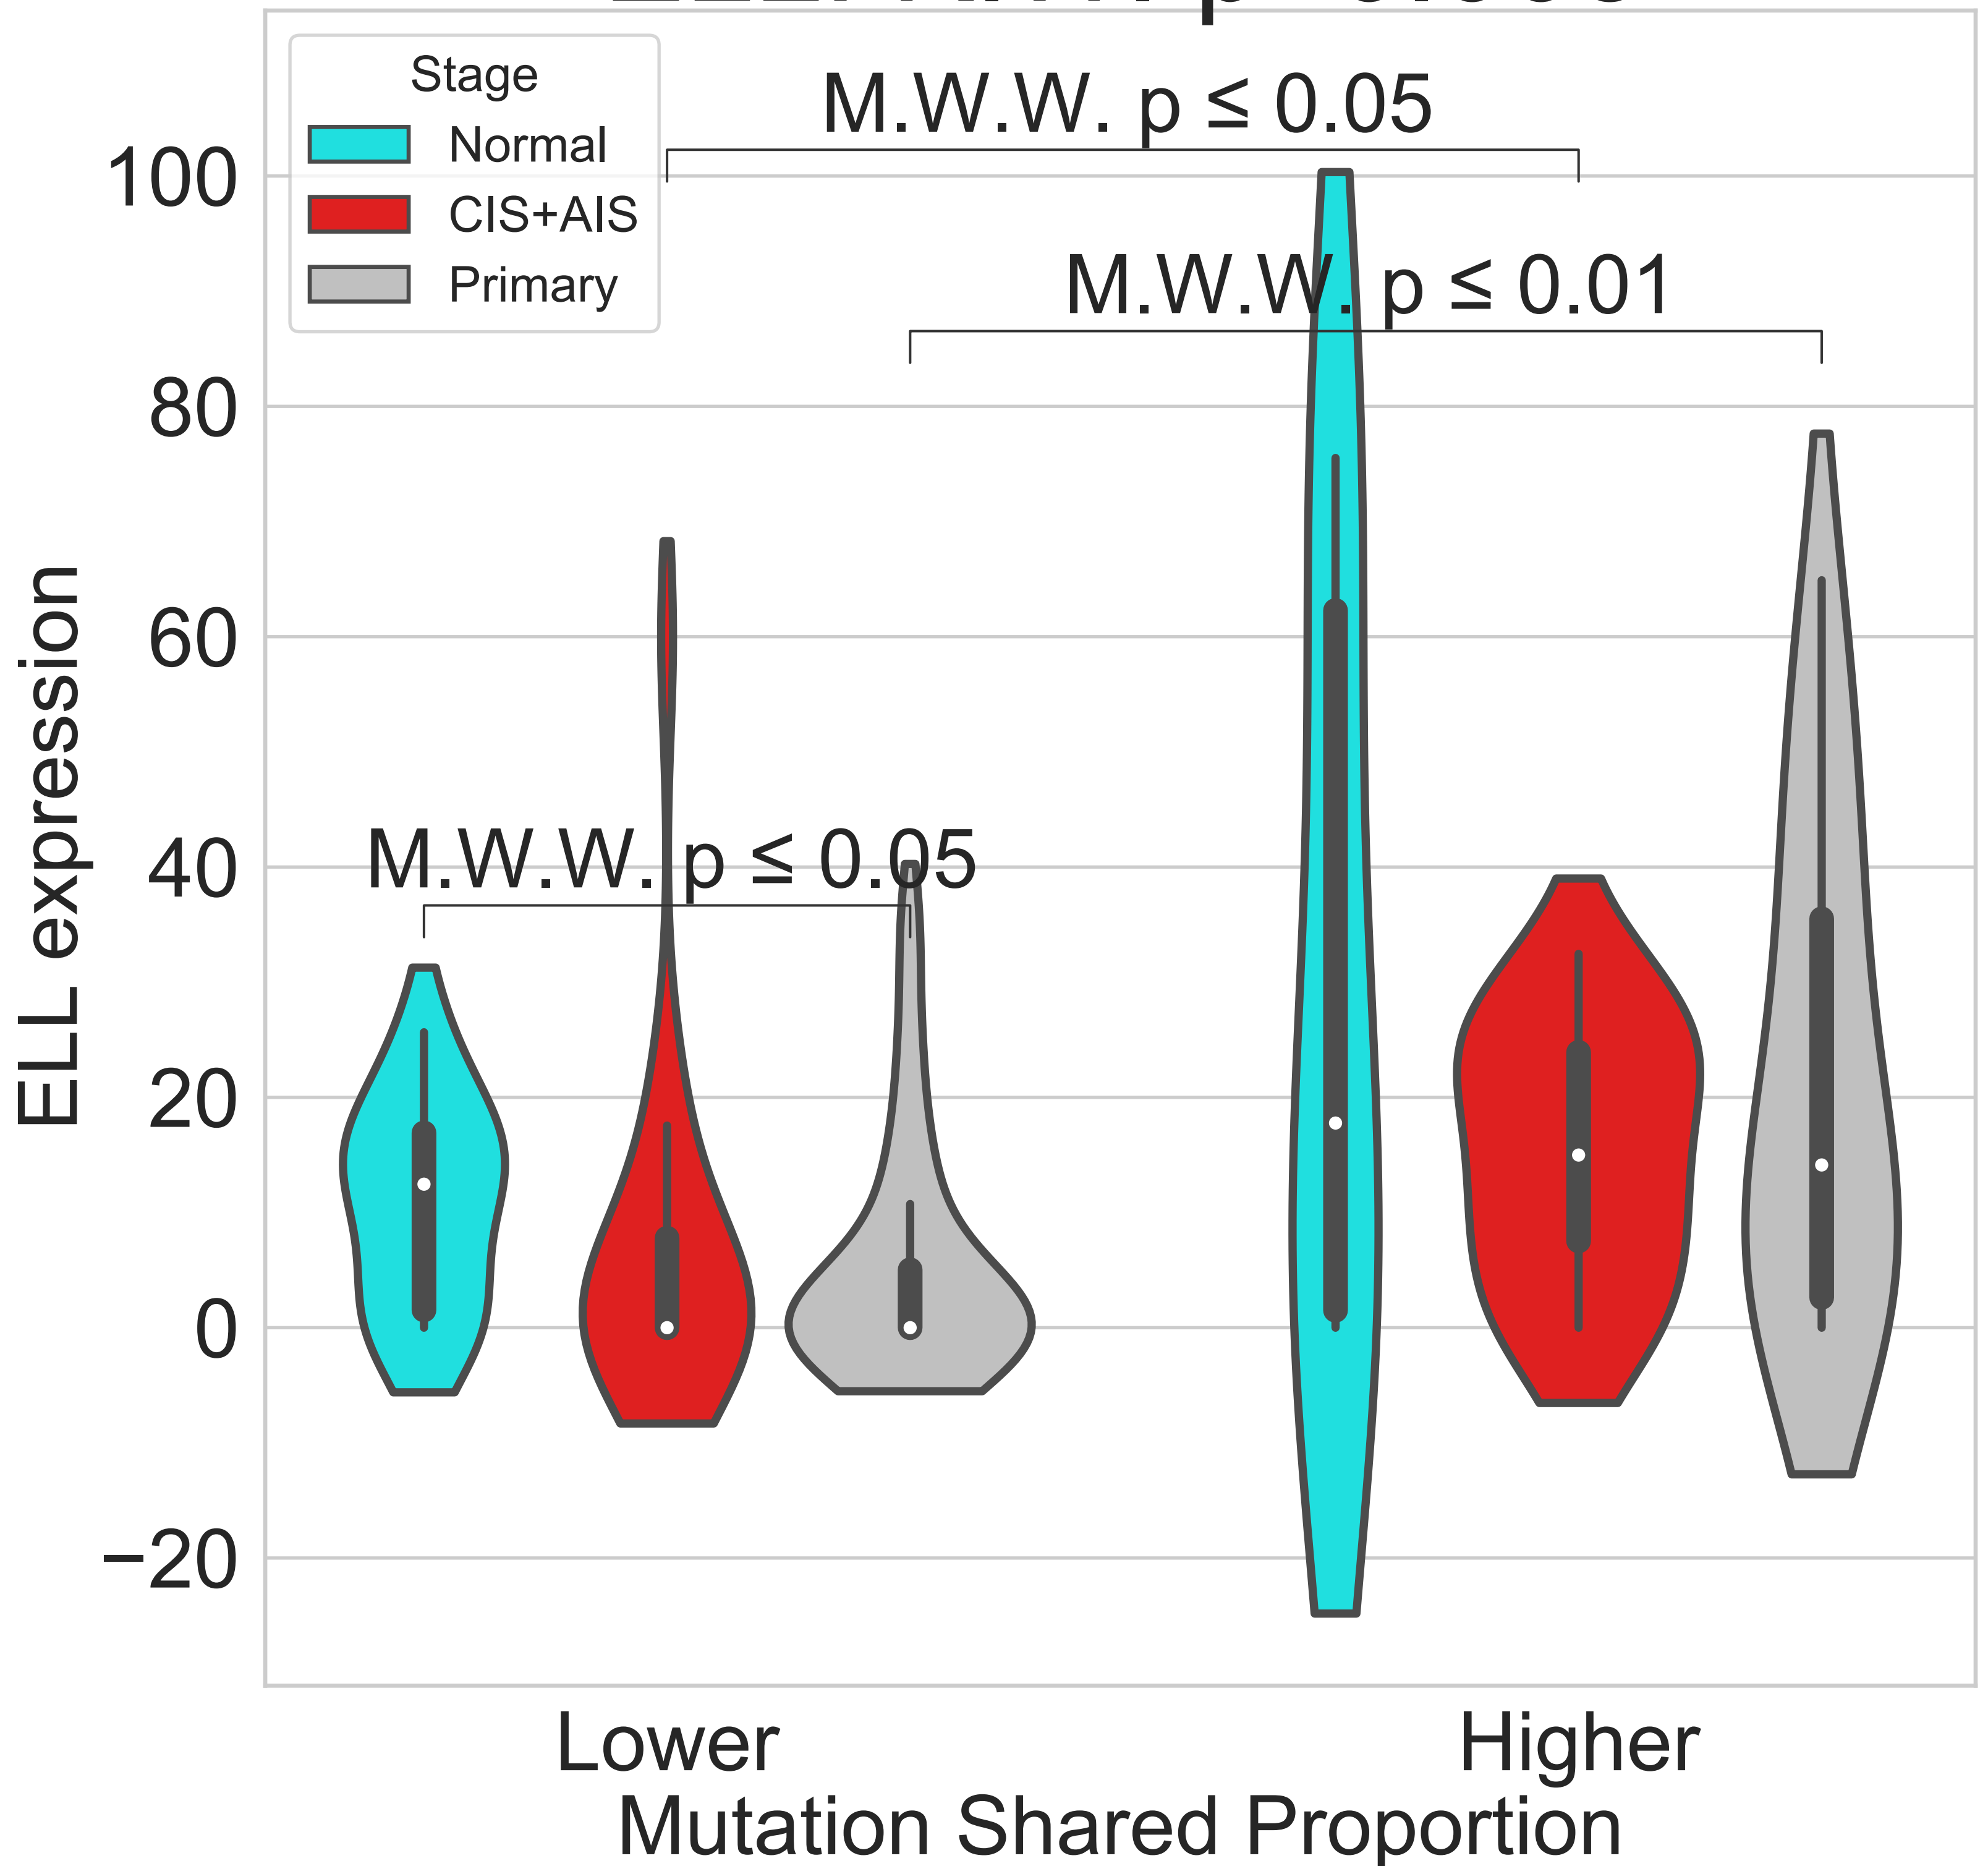 Stage
Normal
CIS+AIS
Primary
M.W.W. p ≤ 0.05
M.W.W. p ≤ 0.01
M.W.W. p ≤ 0.05
100
80
60
40
20
0
−20
ELL expression
Lower
Higher
Mutation Shared Proportion